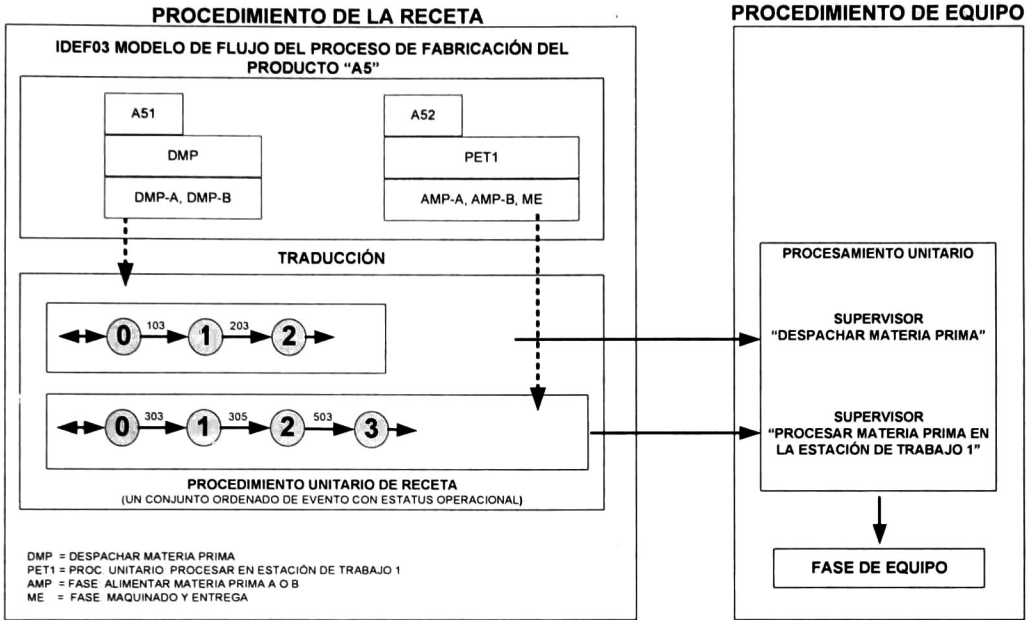 PROCEDIMIENTO DE LA RECETA
IDEF03 MODELO DE FLUJO DEL PROCESO DE FABRICACIÓN DEL
PRODUCTO “A5”
A51
DMP
DMP-A, DMP-B
A52
PET1
AMP-A, AMP-B, ME
TRADUCCIÓN
0 103 1 203 2
0 303 1 305 2 503 3
PROCEDIMIENTO UNITARIO DE RECETA
(UN CONJUNTO ORDENADO DE EVENTO CON ESTATUS OPERACIONAL)
DMP = DESPACHAR MATERIA PRIMA
PET1 = PROC. UNITARIO PROCESAR EN ESTACIÓN DE TRABAJO 1
AMP = FASE ALIMENTAR MATERIA PRIMA A O B
ME = FASE MAQUINADO Y ENTREGA
PROCEDIMIENTO DE EQUIPO
PROCESAMIENTO UNITARIO
SUPERVISOR
“DESPACHAR MATERIA PRIMA”
SUPERVISOR
“PROCESAR MATERIA PRIMA EN
LA ESTACIÓN DE TRABAJO 1”
FASE DE EQUIPO